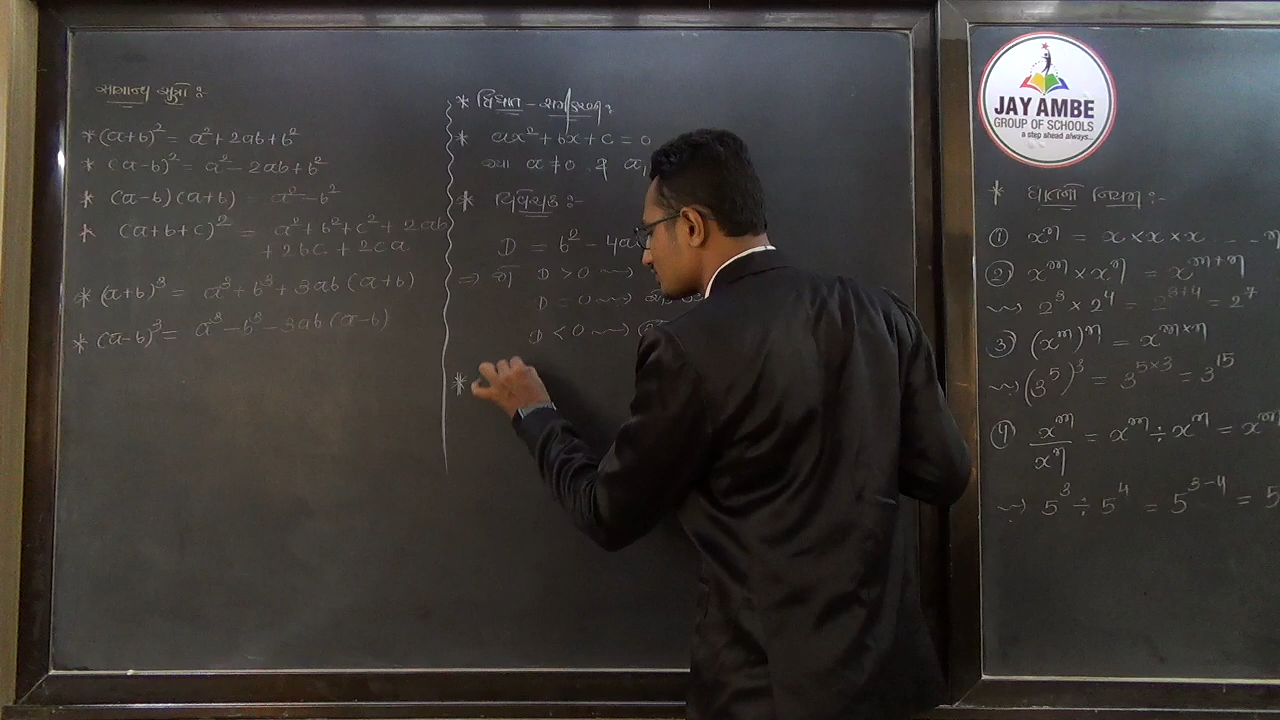 સામાન્ય સૂત્રો :-
* (a+b)² = a² + 2ab + b²
* (a-b)² = a² - 2ab + b²
* (a-b) (a+b) = a² - b²
* (a+b+c)² = a² + b² + c² + 2ab
+ 2bc + 2ca
* (a+b)³ = a³ + b³ + 3ab (a+b)
* (a-b)³ = a³ - b³ - 3ab (a-b)
* દ્વિઘાત - સમીકરણ :
* ax² + bx + c = 0
જ્યાં a ≠ 0
* વિવેચક :-
D = b² - 4a
⇒ જો D > 0 ⟿
D = 0 ⟿
D < 0 ⟿
*
JAY AMBE
GROUP OF SCHOOLS
a step ahead always...
* ઘાતના નિયમ :-
① xⁿ = x × x × x - - - n
② xᵐ × xⁿ = xᵐ⁺ⁿ
⟿ 2³ × 2⁴ = 2³⁺⁴ = 2⁷
③ (xᵐ)ⁿ = xᵐˣⁿ
⟿ (3⁵)³ = 3⁵ˣ³ = 3¹⁵
④ xᵐ/xⁿ = xᵐ ÷ xⁿ = xᵐ
⟿ 5³ ÷ 5⁴ = 5³⁻⁴ = 5